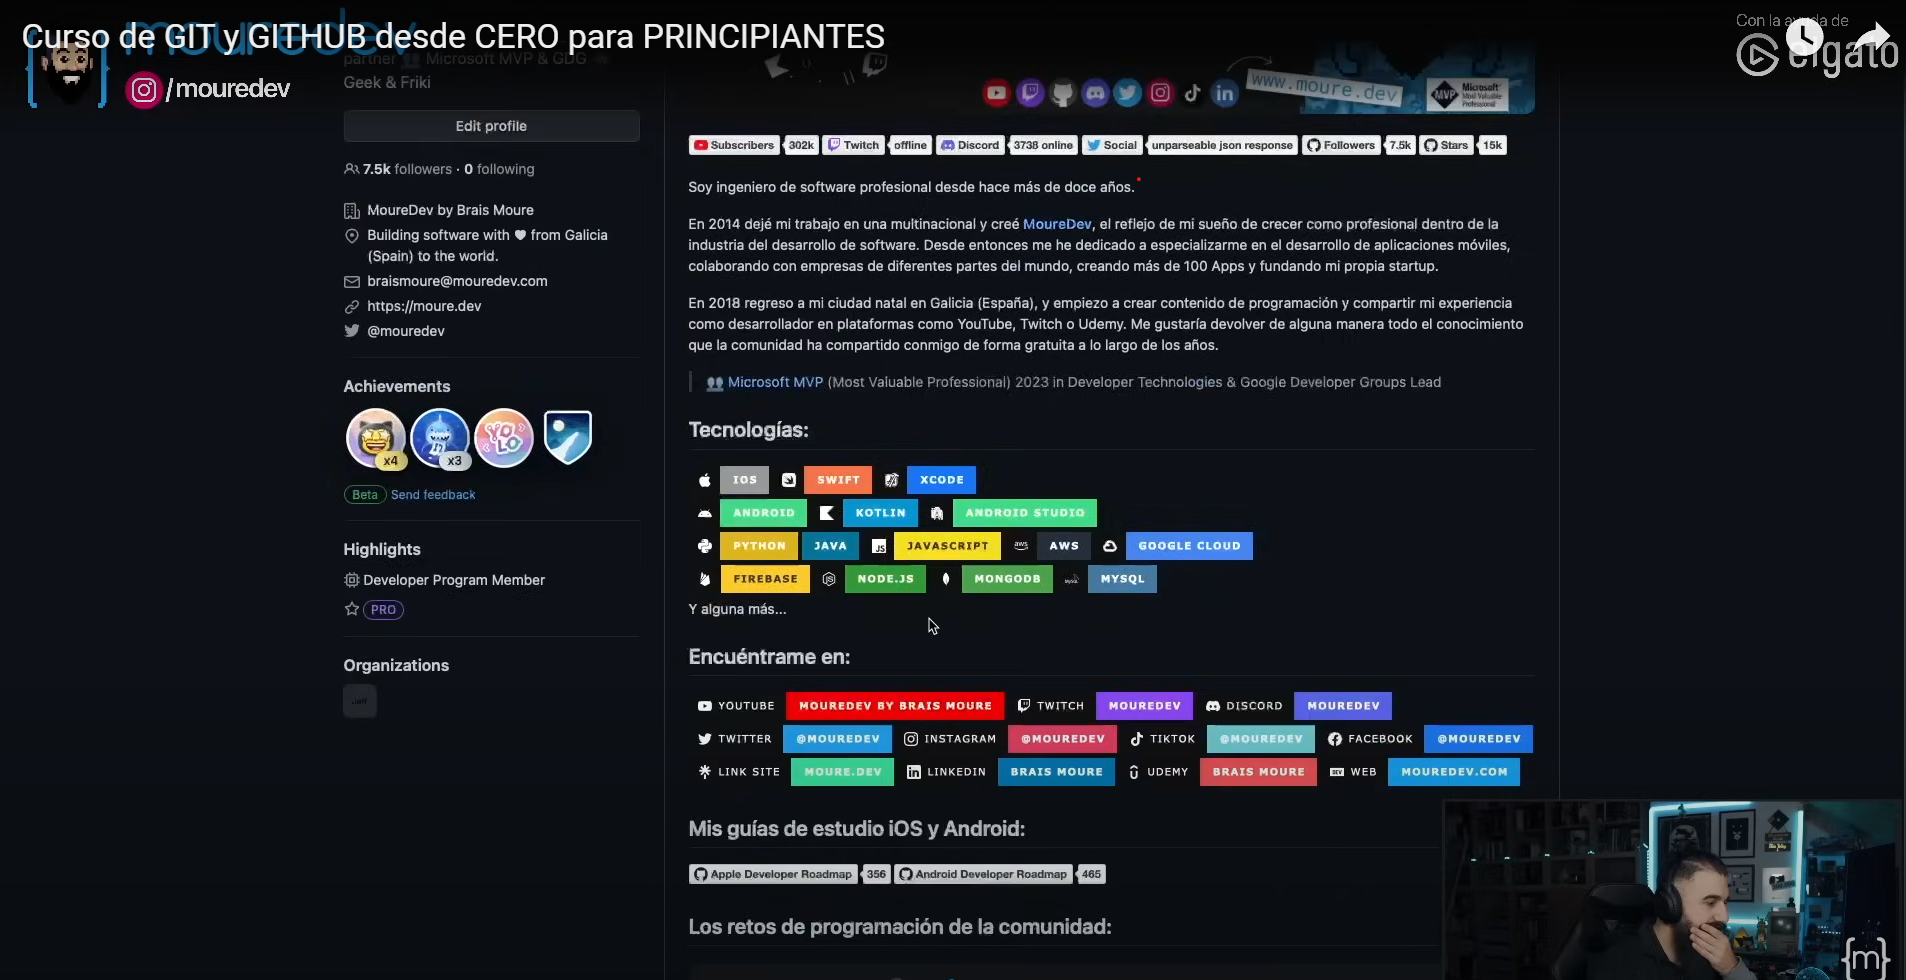 Curso de GIT y GITHUB desde CERO para PRINCIPIANTES
mouredev
/mouredev
Con la ayuda de
elgato
partner Microsoft MVP & GDG
Geek & Friki
Edit profile
7.5k followers · 0 following
MoureDev by Brais Moure
Building software with ♥ from Galicia
(Spain) to the world.
braismoure@mouredev.com
https://moure.dev
@mouredev
Achievements
x4
x3
YOLO
Beta Send feedback
Highlights
Developer Program Member
PRO
Organizations
www.moure.dev
MVP Microsoft
Most Valuable
Professional
Subscribers 302k Twitch offline Discord 3738 online Social unparseable json response Followers 7.5k Stars 15k
Soy ingeniero de software profesional desde hace más de doce años.
En 2014 dejé mi trabajo en una multinacional y creé MoureDev, el reflejo de mi sueño de crecer como profesional dentro de la
industria del desarrollo de software. Desde entonces me he dedicado a especializarme en el desarrollo de aplicaciones móviles,
colaborando con empresas de diferentes partes del mundo, creando más de 100 Apps y fundando mi propia startup.
En 2018 regreso a mi ciudad natal en Galicia (España), y empiezo a crear contenido de programación y compartir mi experiencia
como desarrollador en plataformas como YouTube, Twitch o Udemy. Me gustaría devolver de alguna manera todo el conocimiento
que la comunidad ha compartido conmigo de forma gratuita a lo largo de los años.
Microsoft MVP (Most Valuable Professional) 2023 in Developer Technologies & Google Developer Groups Lead
Tecnologías:
IOS SWIFT XCODE
ANDROID KOTLIN ANDROID STUDIO
PYTHON JAVA JS JAVASCRIPT aws AWS GOOGLE CLOUD
FIREBASE NODE.JS MONGODB MYSQL
Y alguna más...
Encuéntrame en:
YOUTUBE MOUREDEV BY BRAIS MOURE TWITCH MOUREDEV DISCORD MOUREDEV
TWITTER @MOUREDEV INSTAGRAM @MOUREDEV TIKTOK @MOUREDEV FACEBOOK @MOUREDEV
LINK SITE MOURE.DEV LINKEDIN BRAIS MOURE UDEMY BRAIS MOURE DEV WEB MOUREDEV.COM
Mis guías de estudio iOS y Android:
Apple Developer Roadmap 356 Android Developer Roadmap 465
Los retos de programación de la comunidad:
{m}